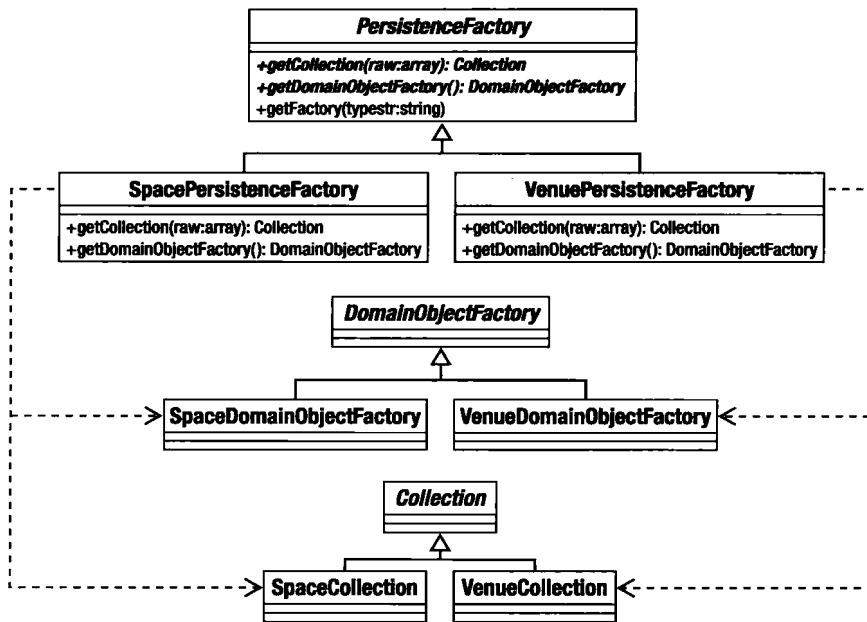 PersistenceFactory
+getCollection(raw:array): Collection
+getDomainObjectFactory(): DomainObjectFactory
+getFactory(typestr:string)
SpacePersistenceFactory
+getCollection(raw:array): Collection
+getDomainObjectFactory(): DomainObjectFactory
VenuePersistenceFactory
+getCollection(raw:array): Collection
+getDomainObjectFactory(): DomainObjectFactory
DomainObjectFactory
SpaceDomainObjectFactory
VenueDomainObjectFactory
Collection
SpaceCollection
VenueCollection